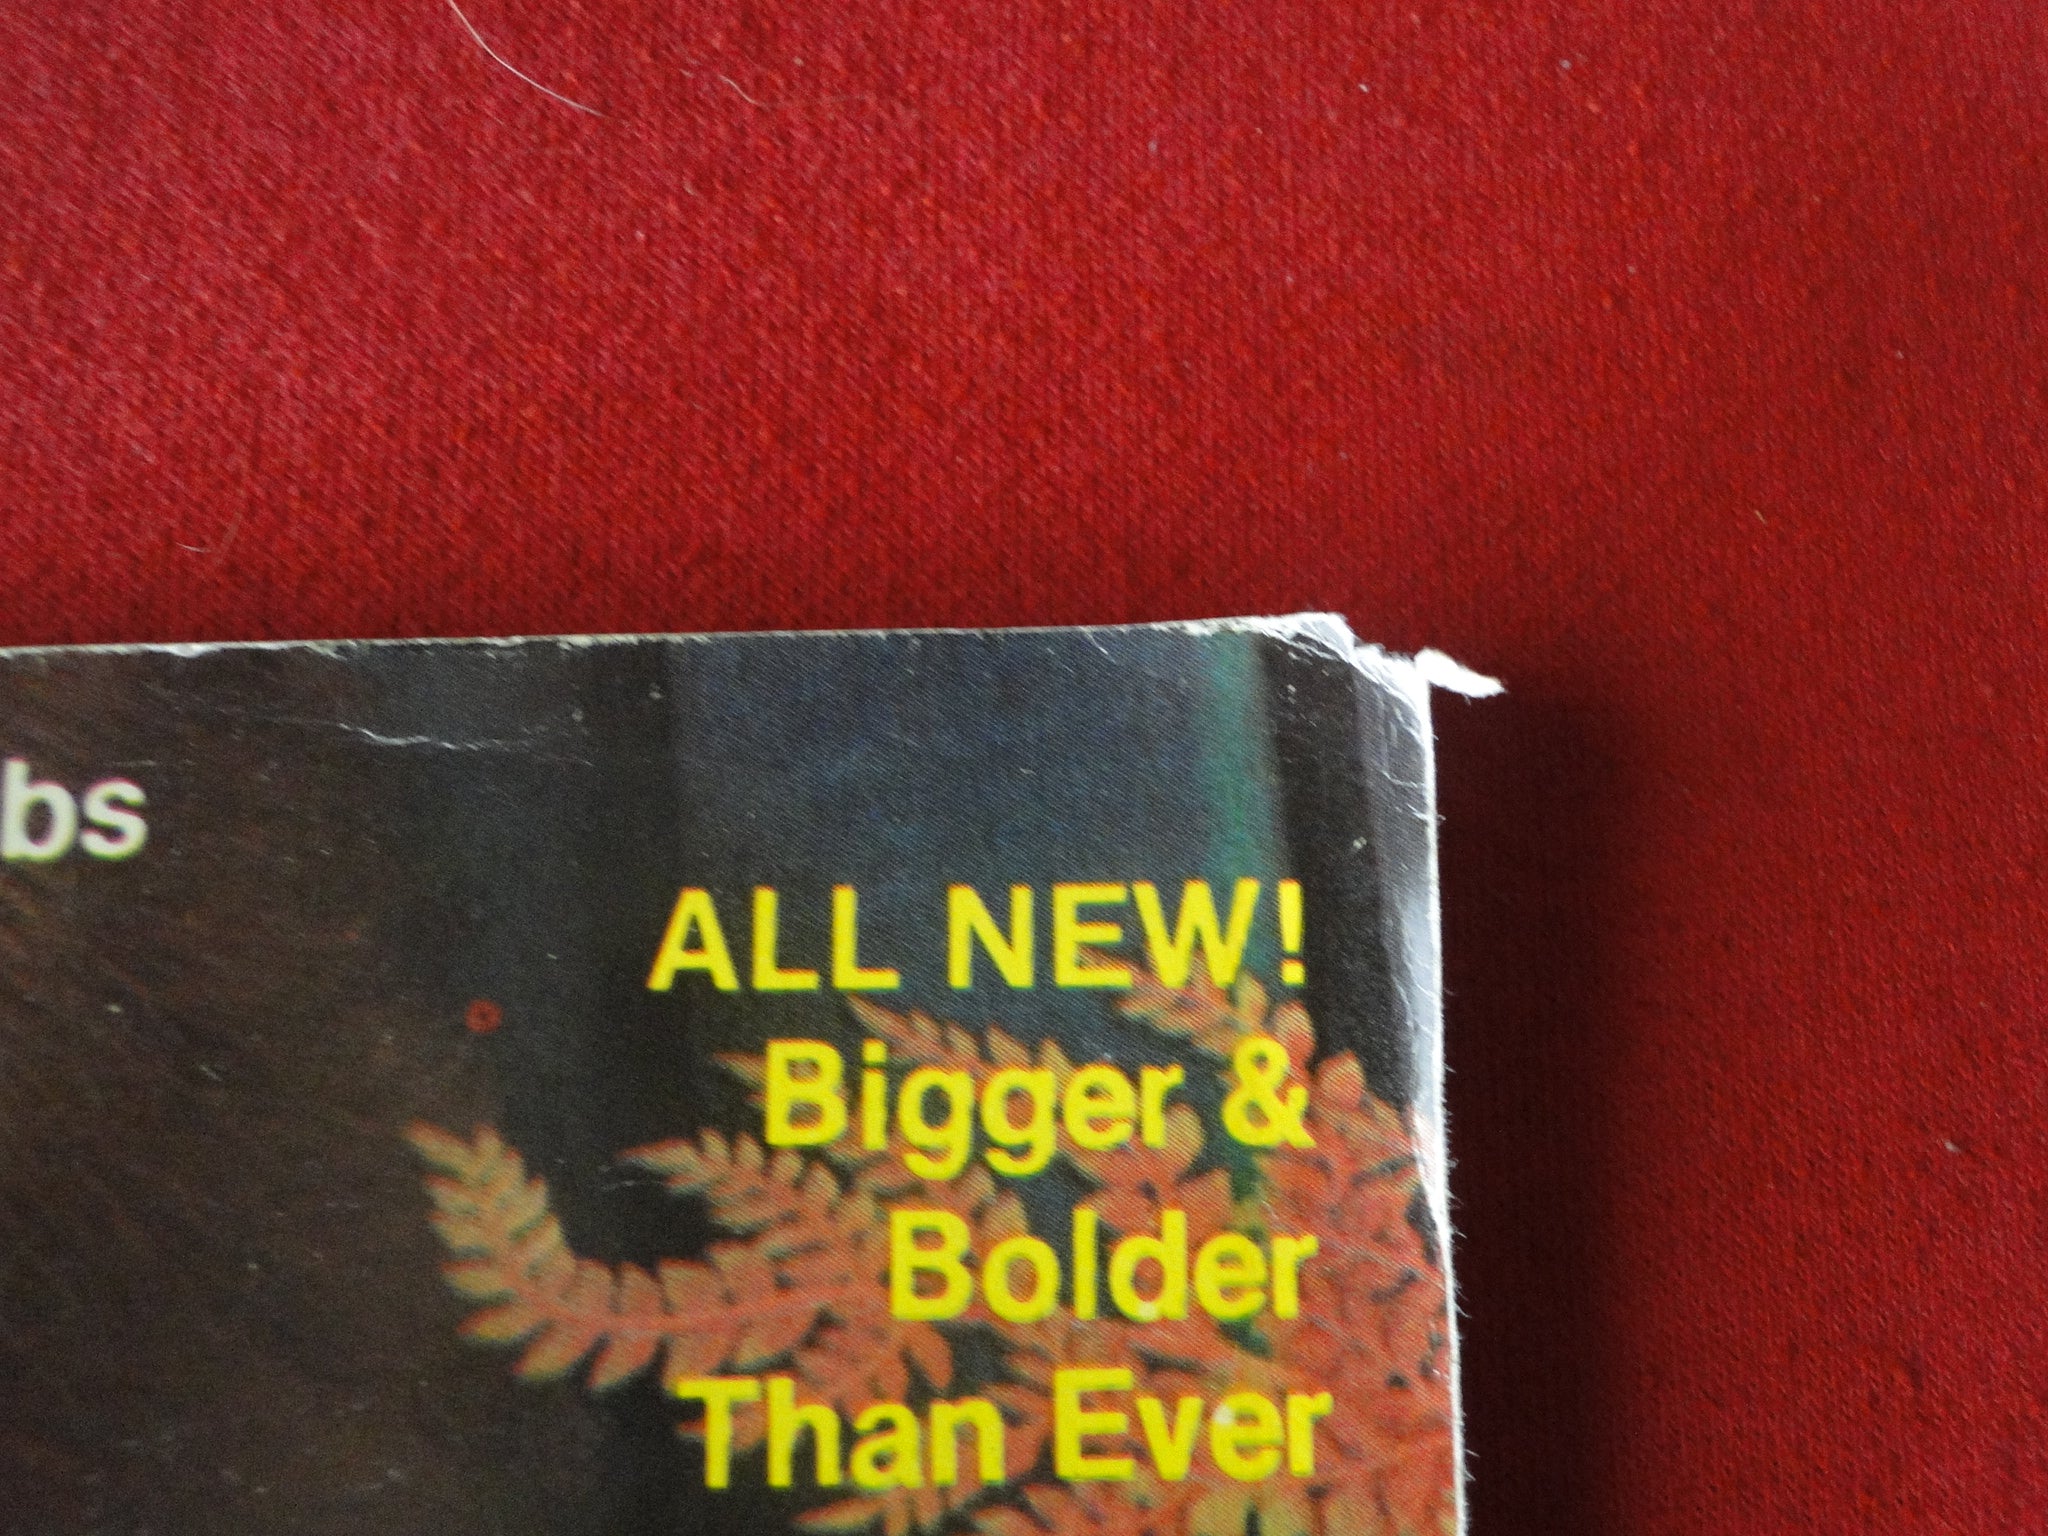 bs
ALL NEW!
Bigger &
Bolder
Than Ever